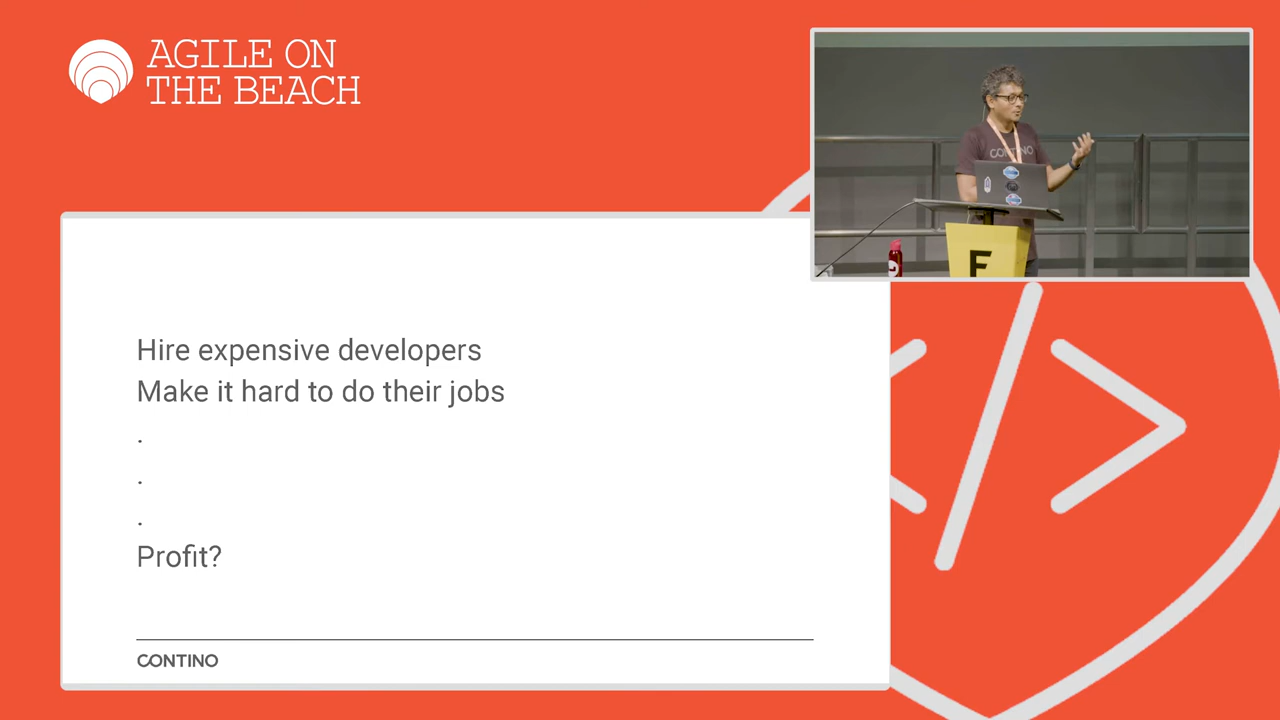 AGILE ON
THE BEACH
CONTINO
F
Hire expensive developers
Make it hard to do their jobs
.
.
.
Profit?
CONTINO